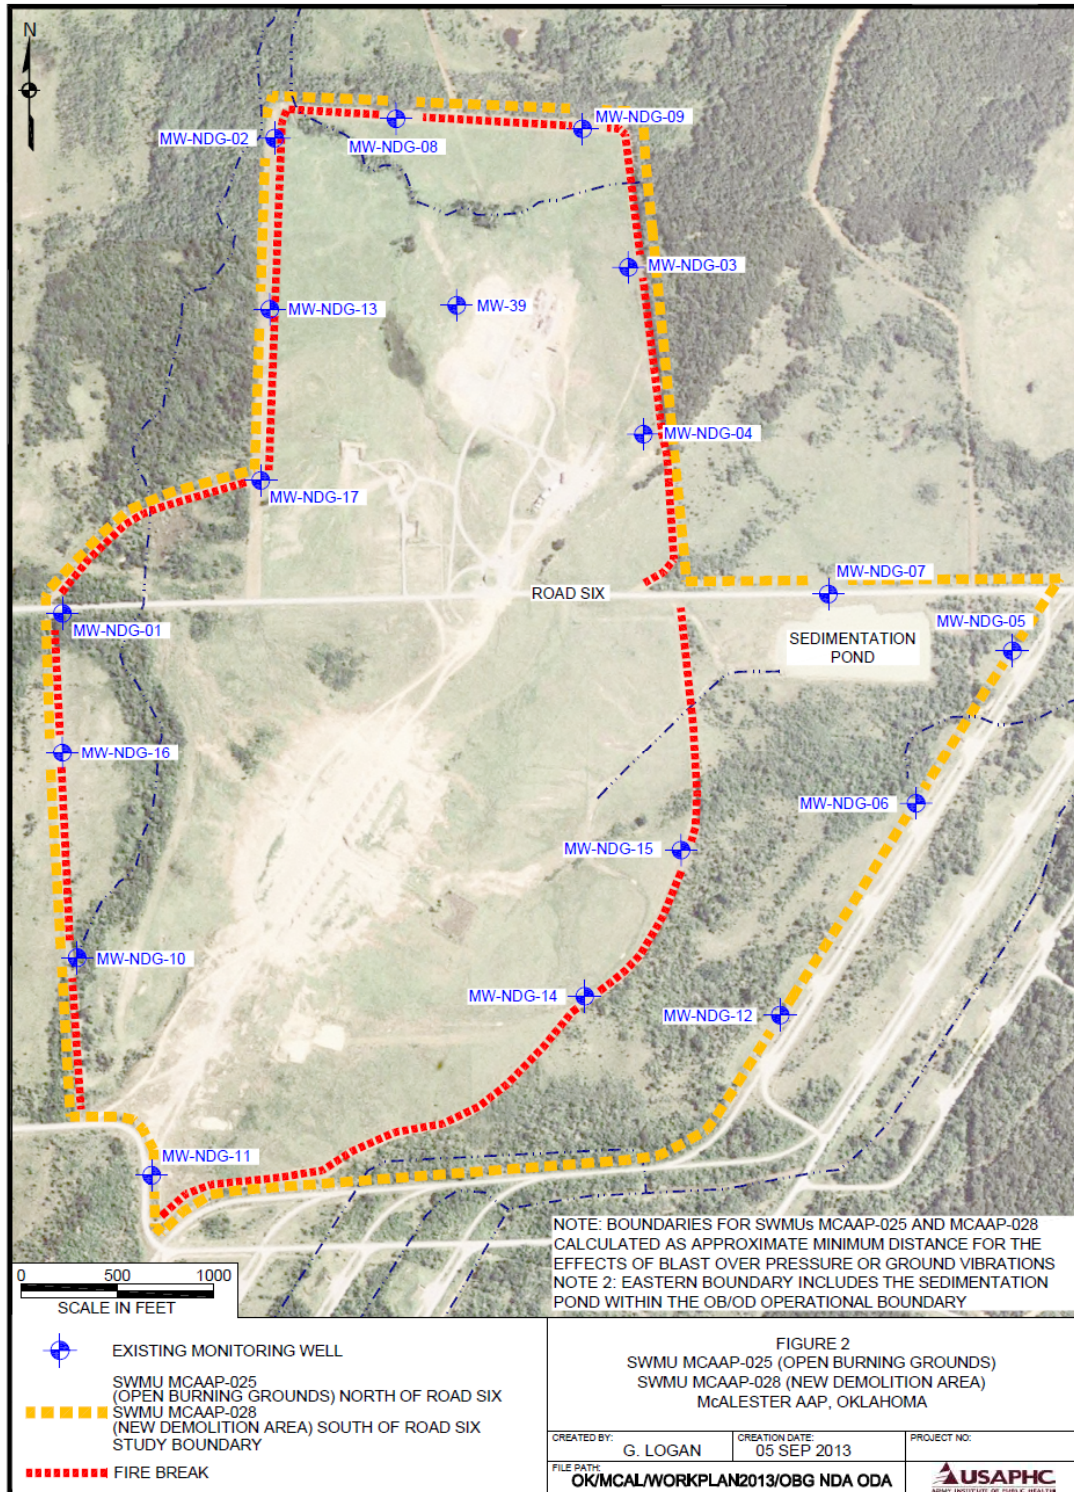 N
MW-NDG-02
MW-NDG-08
MW-NDG-09
MW-NDG-03
MW-NDG-13
MW-39
MW-NDG-04
MW-NDG-17
MW-NDG-07
ROAD SIX
MW-NDG-01
MW-NDG-05
SEDIMENTATION
POND
MW-NDG-16
MW-NDG-06
MW-NDG-15
MW-NDG-10
MW-NDG-14
MW-NDG-12
MW-NDG-11
NOTE: BOUNDARIES FOR SWMUs MCAAP-025 AND MCAAP-028
CALCULATED AS APPROXIMATE MINIMUM DISTANCE FOR THE
EFFECTS OF BLAST OVER PRESSURE OR GROUND VIBRATIONS
NOTE 2: EASTERN BOUNDARY INCLUDES THE SEDIMENTATION
POND WITHIN THE OB/OD OPERATIONAL BOUNDARY
0 500 1000
SCALE IN FEET
EXISTING MONITORING WELL
SWMU MCAAP-025
(OPEN BURNING GROUNDS) NORTH OF ROAD SIX
SWMU MCAAP-028
(NEW DEMOLITION AREA) SOUTH OF ROAD SIX
STUDY BOUNDARY
FIRE BREAK
FIGURE 2
SWMU MCAAP-025 (OPEN BURNING GROUNDS)
SWMU MCAAP-028 (NEW DEMOLITION AREA)
McALESTER AAP, OKLAHOMA
CREATED BY:
G. LOGAN
CREATION DATE:
05 SEP 2013
PROJECT NO:
FILE PATH:
OK/MCAL/WORKPLAN2013/OBG NDA ODA
USAPHC
ARMY INSTITUTE OF PUBLIC HEALTH